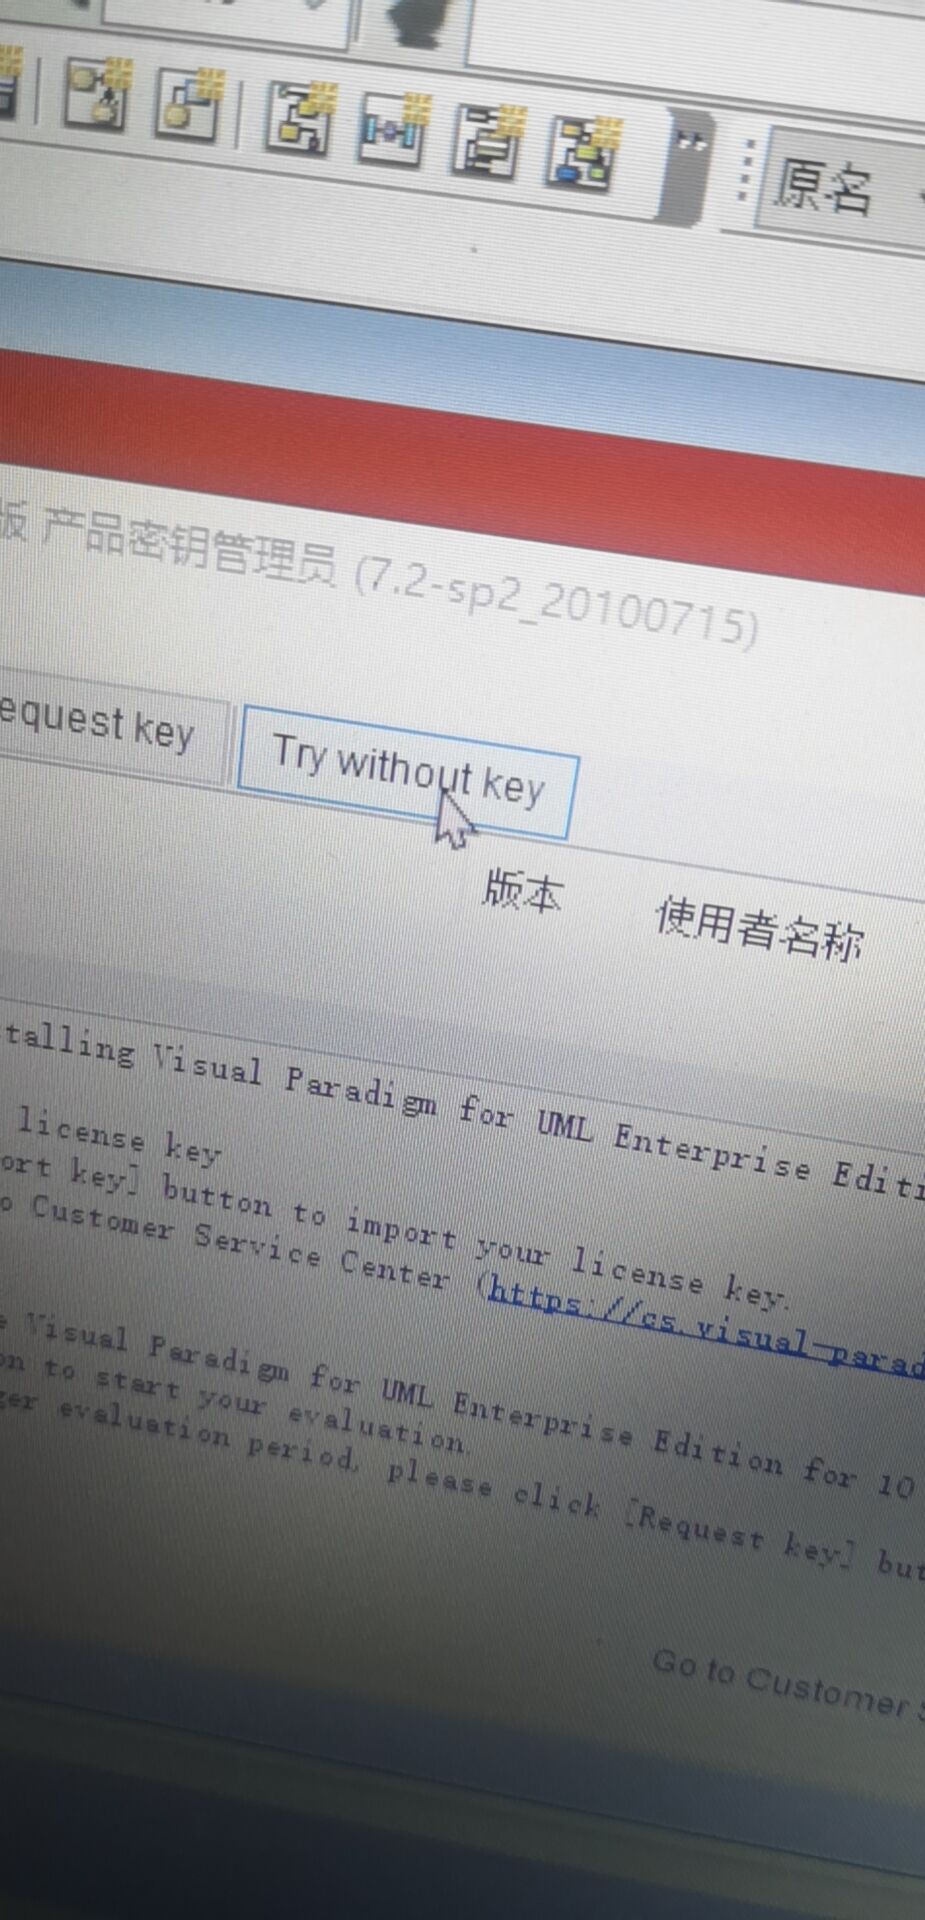 原名
版 产品密钥管理员 (7.2-sp2_20100715)
equest key
Try without key
版本
使用者名称
talling Visual Paradigm for UML Enterprise Editi
license key
ort key] button to import your license key.
o Customer Service Center (https://cs.visual-parad
e Visual Paradigm for UML Enterprise Edition for 10
on to start your evaluation.
ger evaluation period, please click [Request key] but
Go to Customer S